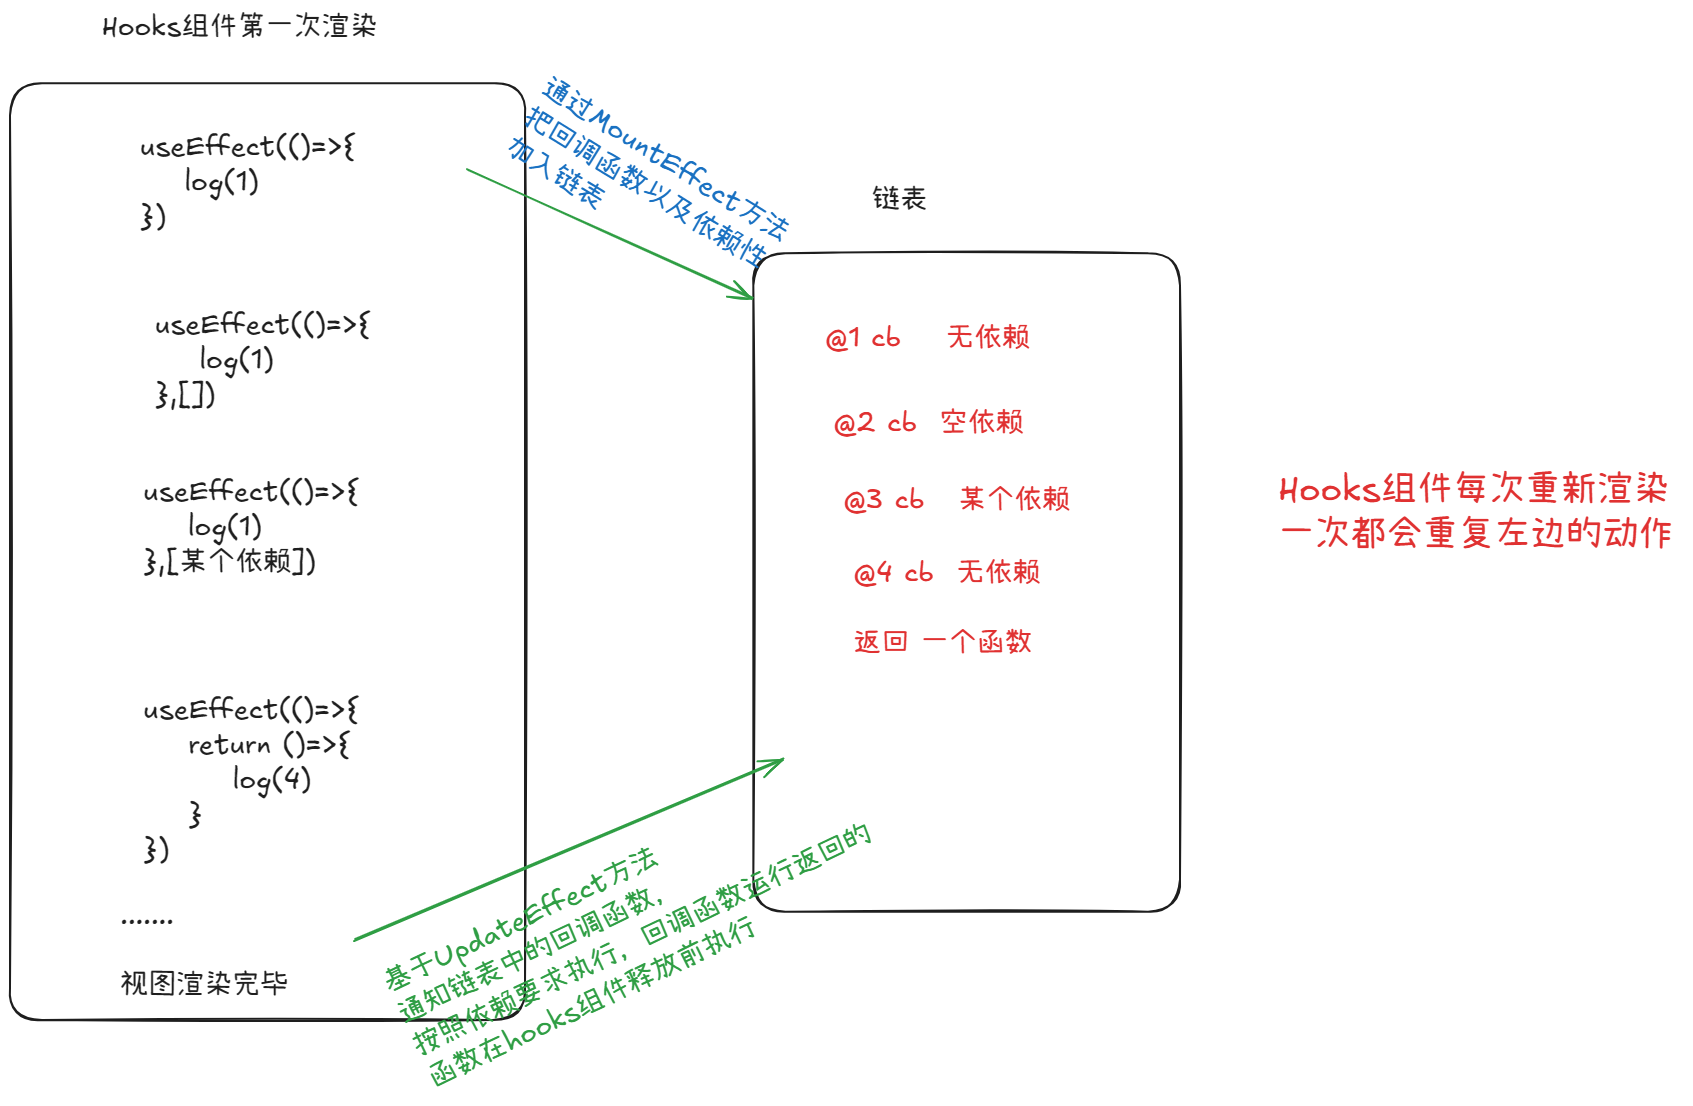 Hooks组件第一次渲染
useEffect(()=>{
log(1)
})
useEffect(()=>{
log(1)
},[])
useEffect(()=>{
log(1)
},[某个依赖])
useEffect(()=>{
return ()=>{
log(4)
}
})
.......
视图渲染完毕
通过MountEffect方法
把回调函数以及依赖性
加入链表
基于UpdateEffect方法
通知链表中的回调函数，
按照依赖要求执行，回调函数运行返回的
函数在hooks组件释放前执行
链表
@1 cb 无依赖
@2 cb 空依赖
@3 cb 某个依赖
@4 cb 无依赖
返回 一个函数
Hooks组件每次重新渲染
一次都会重复左边的动作